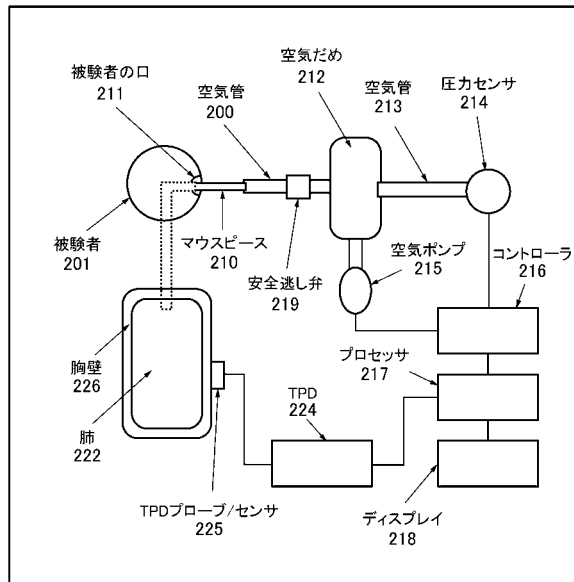 被験者の口
211
空気管
200
空気だめ
212
空気管
213
圧力センサ
214
被験者
201
マウスピース
210
安全逃し弁
219
空気ポンプ
215
コントローラ
216
胸壁
226
肺
222
TPD
224
プロセッサ
217
TPDプローブ/センサ
225
ディスプレイ
218